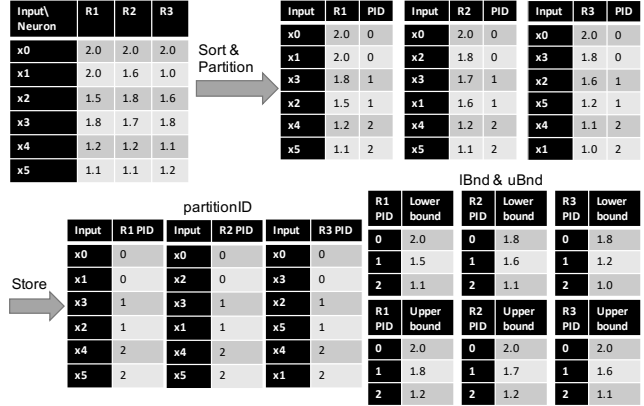 Input\ Neuron R1 R2 R3
x0 2.0 2.0 2.0
x1 2.0 1.6 1.0
x2 1.5 1.8 1.6
x3 1.8 1.7 1.8
x4 1.2 1.2 1.1
x5 1.1 1.1 1.2
Sort &
Partition
Input R1 PID
x0 2.0 0
x1 2.0 0
x3 1.8 1
x2 1.5 1
x4 1.2 2
x5 1.1 2
Input R2 PID
x0 2.0 0
x2 1.8 0
x3 1.7 1
x1 1.6 1
x4 1.2 2
x5 1.1 2
Input R3 PID
x0 2.0 0
x3 1.8 0
x2 1.6 1
x5 1.2 1
x4 1.1 2
x1 1.0 2
Store
partitionID
Input R1 PID
x0 0
x1 0
x3 1
x2 1
x4 2
x5 2
Input R2 PID
x0 0
x2 0
x3 1
x1 1
x4 2
x5 2
Input R3 PID
x0 0
x3 0
x2 1
x5 1
x4 2
x1 2
lBnd & uBnd
R1 PID Lower bound
0 2.0
1 1.5
2 1.1
R2 PID Lower bound
0 1.8
1 1.6
2 1.1
R3 PID Lower bound
0 1.8
1 1.2
2 1.0
R1 PID Upper bound
0 2.0
1 1.8
2 1.2
R2 PID Upper bound
0 2.0
1 1.7
2 1.2
R3 PID Upper bound
0 2.0
1 1.6
2 1.1